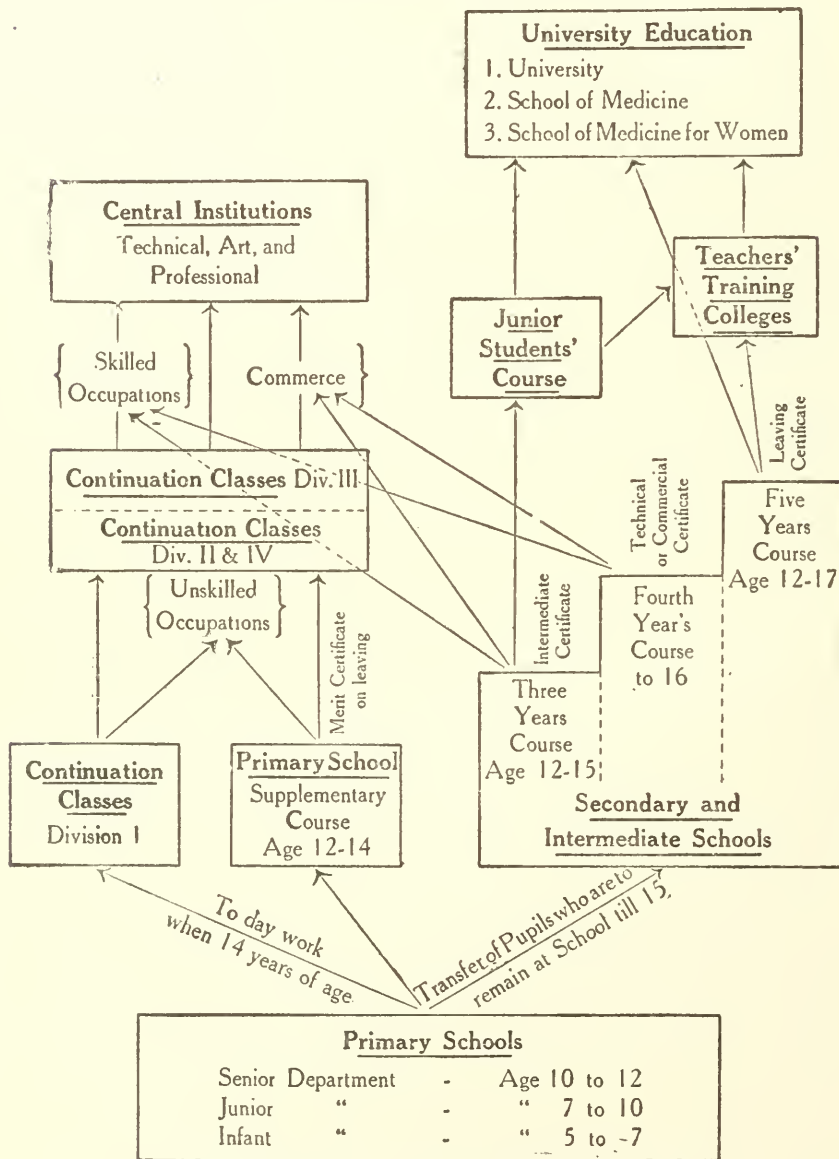 University Education
1. University
2. School of Medicine
3. School of Medicine for Women
Central Institutions
Technical, Art, and
Professional
Teachers'
Training
Colleges
Junior
Students'
Course
Skilled
Occupations
Commerce
Leaving
Certificate
Continuation Classes Div. III
Continuation Classes
Div. II & IV
Technical
or Commercial
Certificate
Five
Years
Course
Age 12-17
Unskilled
Occupations
Intermediate
Certificate
Fourth
Year's
Course
to 16
Merit Certificate
on leaving
Three
Years
Course
Age 12-15
Continuation
Classes
Division I
Primary School
Supplementary
Course
Age 12-14
Secondary and
Intermediate Schools
To day work
when 14 years of age.
Transfer of Pupils who are to
remain at School till 15.
Primary Schools
Senior Department - Age 10 to 12
Junior “ - “ 7 to 10
Infant “ - “ 5 to -7